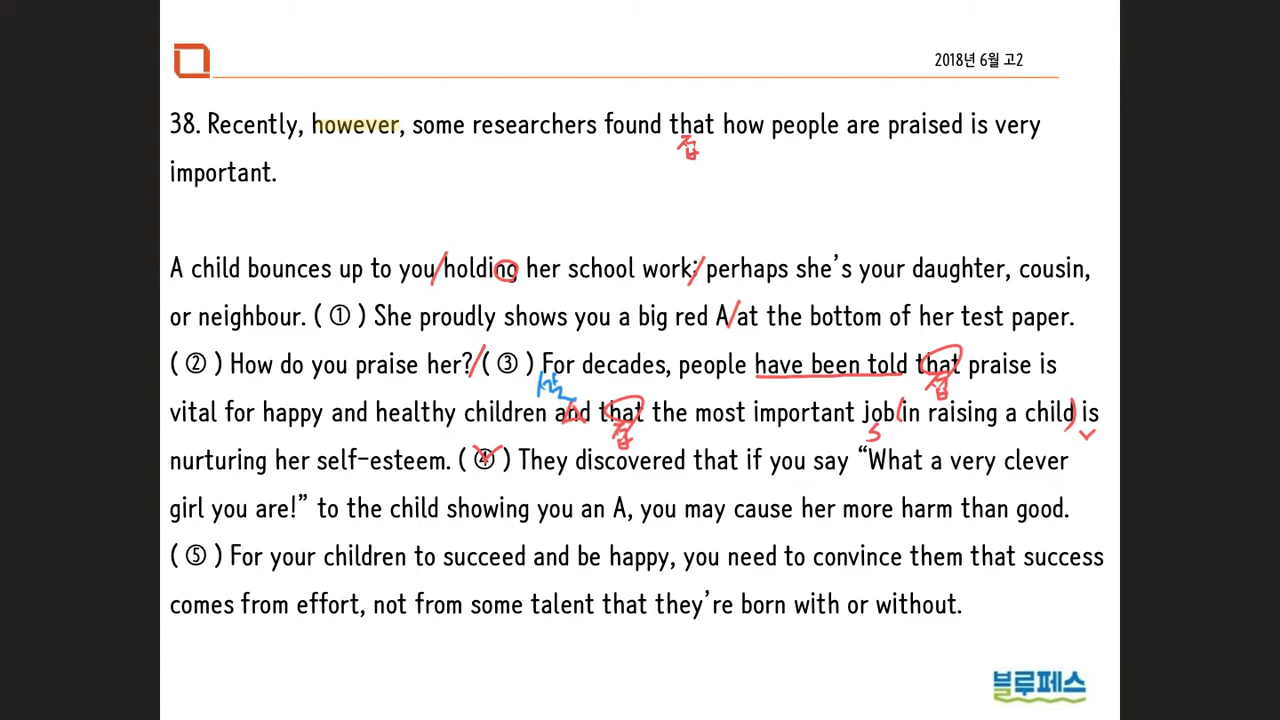 2018년 6월 고2
38. Recently, however, some researchers found that how people are praised is very
접
important.
A child bounces up to you holding her school work; perhaps she's your daughter, cousin,
or neighbour. ( ① ) She proudly shows you a big red A at the bottom of her test paper.
( ② ) How do you praise her? ( ③ ) For decades, people have been told that praise is
접
vital for happy and healthy children and that the most important job in raising a child is
접 S v
nurturing her self-esteem. ( ④ ) They discovered that if you say “What a very clever
girl you are!” to the child showing you an A, you may cause her more harm than good.
( ⑤ ) For your children to succeed and be happy, you need to convince them that success
comes from effort, not from some talent that they're born with or without.
블루페스